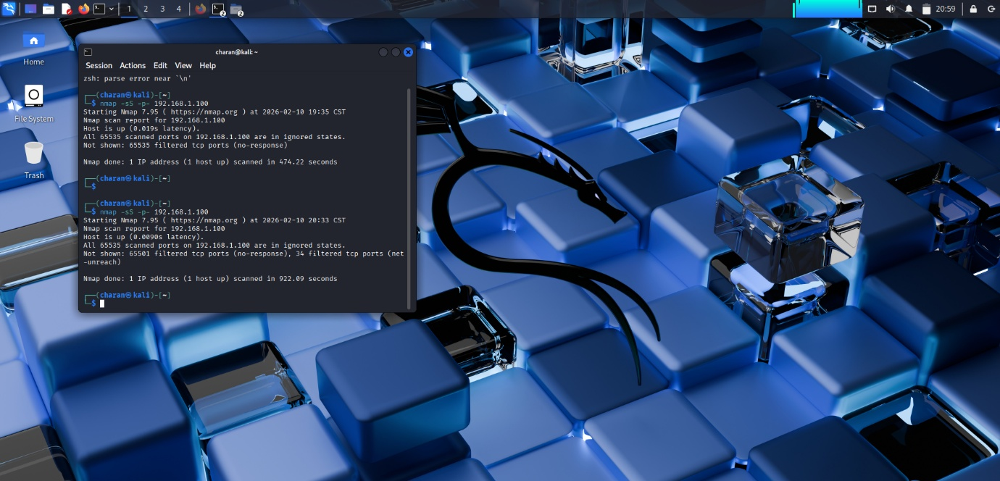 1 2 3 4
2
2
20:59
Home
File System
Trash
charan@kali: ~
Session Actions Edit View Help
zsh: parse error near `\n'
┌──(charan㉿kali)-[~]
└─$ nmap -sS -p- 192.168.1.100
Starting Nmap 7.95 ( https://nmap.org ) at 2026-02-10 19:35 CST
Nmap scan report for 192.168.1.100
Host is up (0.019s latency).
All 65535 scanned ports on 192.168.1.100 are in ignored states.
Not shown: 65535 filtered tcp ports (no-response)
Nmap done: 1 IP address (1 host up) scanned in 474.22 seconds
┌──(charan㉿kali)-[~]
└─$
┌──(charan㉿kali)-[~]
└─$ nmap -sS -p- 192.168.1.100
Starting Nmap 7.95 ( https://nmap.org ) at 2026-02-10 20:33 CST
Nmap scan report for 192.168.1.100
Host is up (0.0090s latency).
All 65535 scanned ports on 192.168.1.100 are in ignored states.
Not shown: 65501 filtered tcp ports (no-response), 34 filtered tcp ports (net
-unreach)
Nmap done: 1 IP address (1 host up) scanned in 922.09 seconds
┌──(charan㉿kali)-[~]
└─$